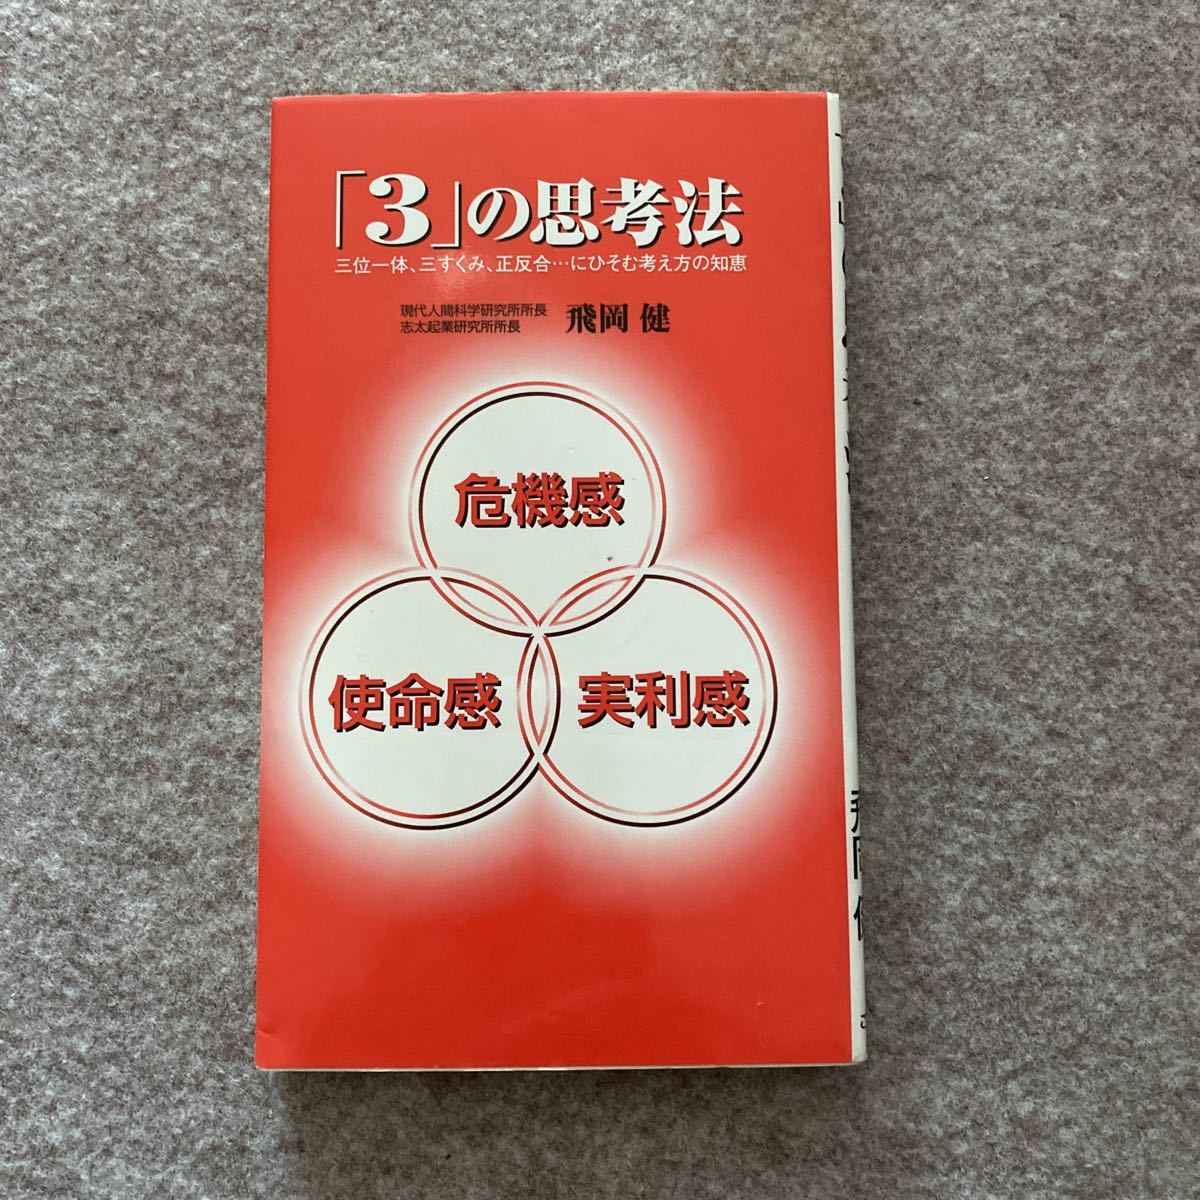 「3」の思考法
三位一体、三すくみ、正反合…にひそむ考え方の知恵
現代人間科学研究所所長
志太起業研究所所長
飛岡 健
危機感
使命感
実利感